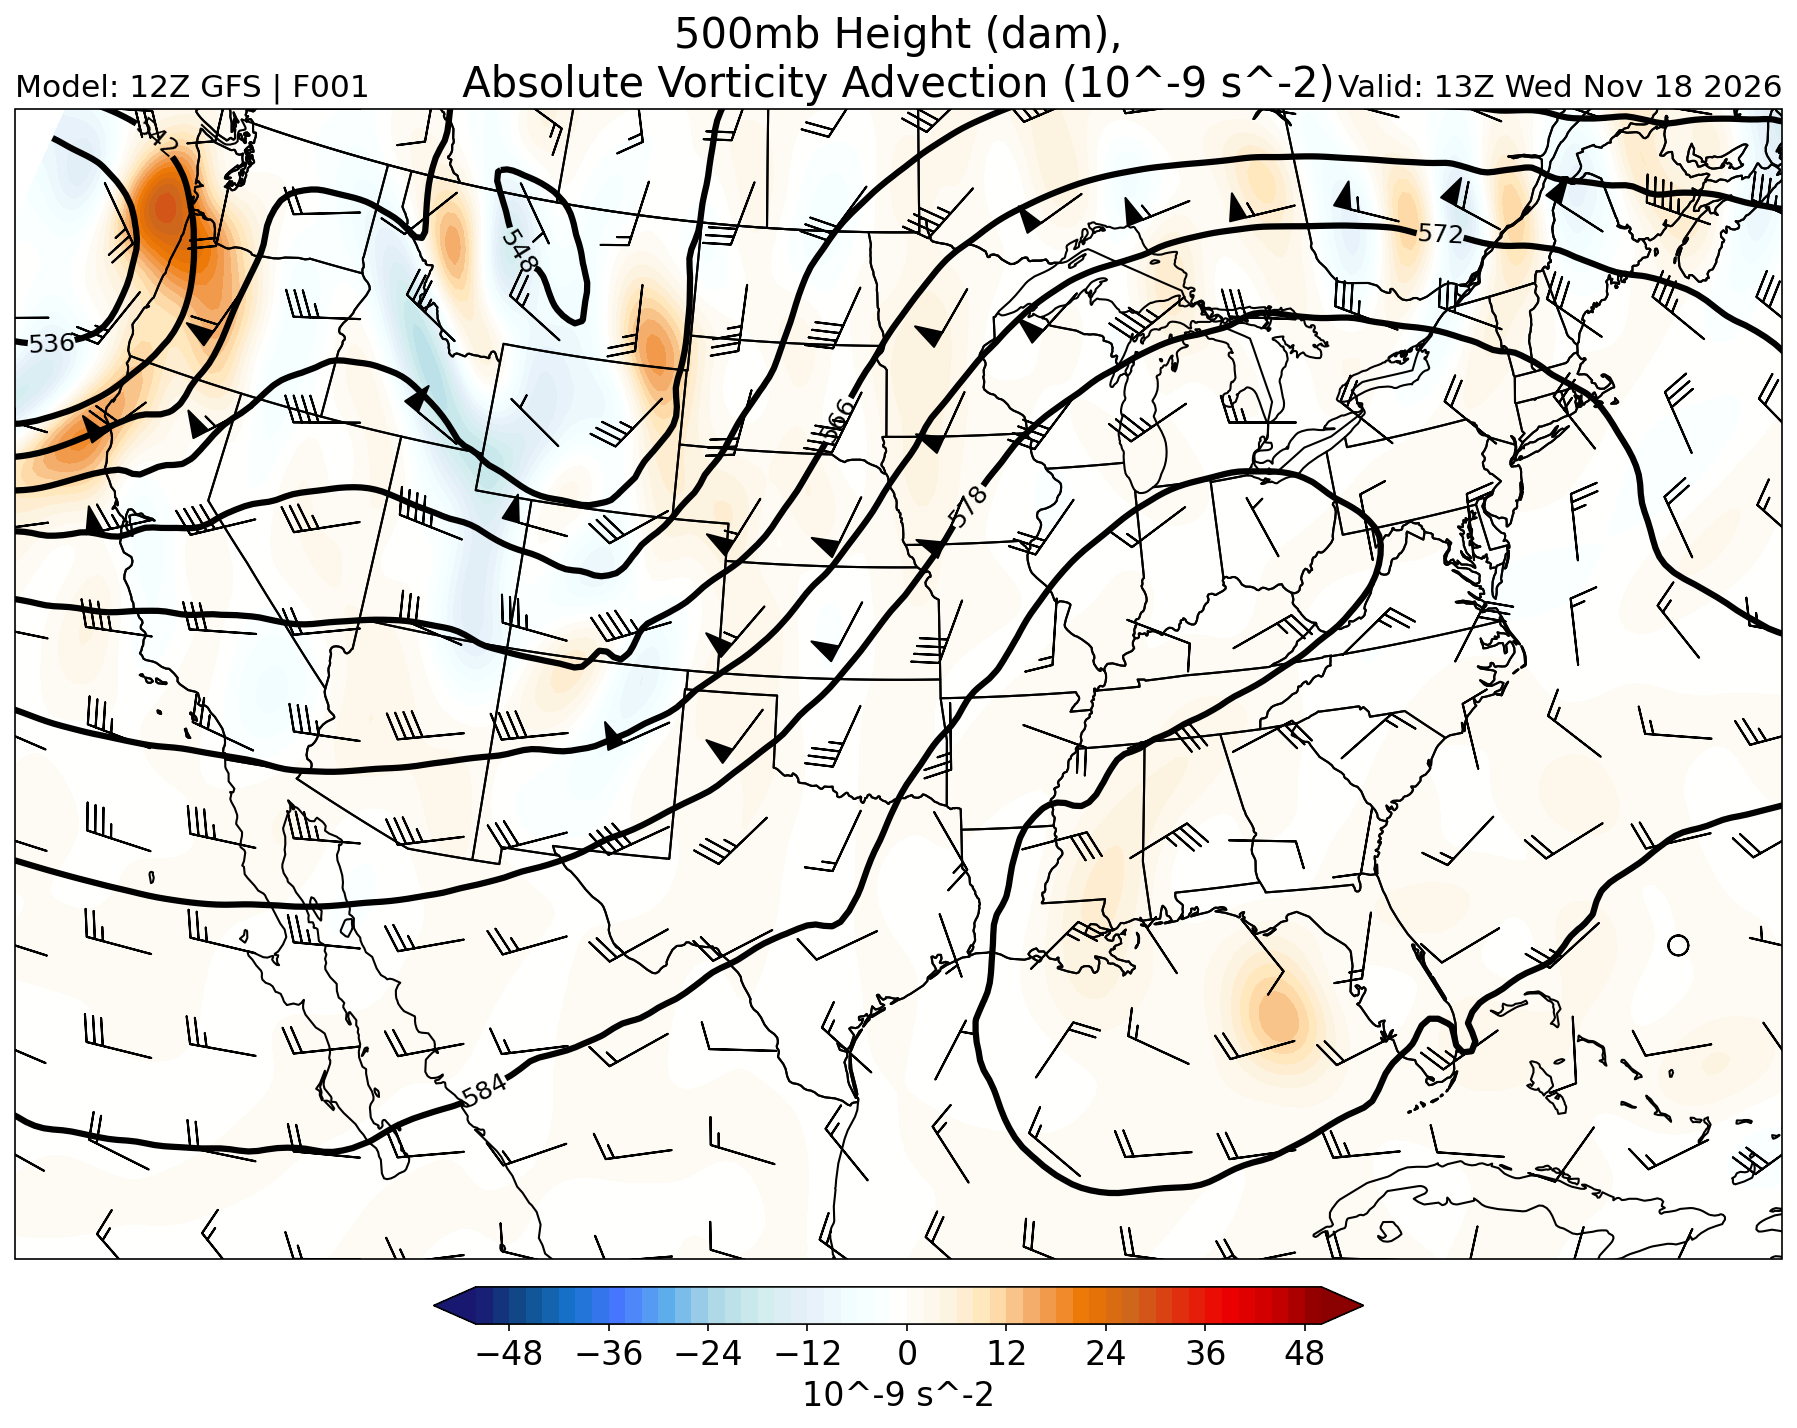 500mb Height (dam),
Model: 12Z GFS | F001
Absolute Vorticity Advection (10^-9 s^-2)
Valid: 13Z Wed Nov 18 2026
548
572
536
566
578
584
−48 −36 −24 −12 0 12 24 36 48
10^-9 s^-2